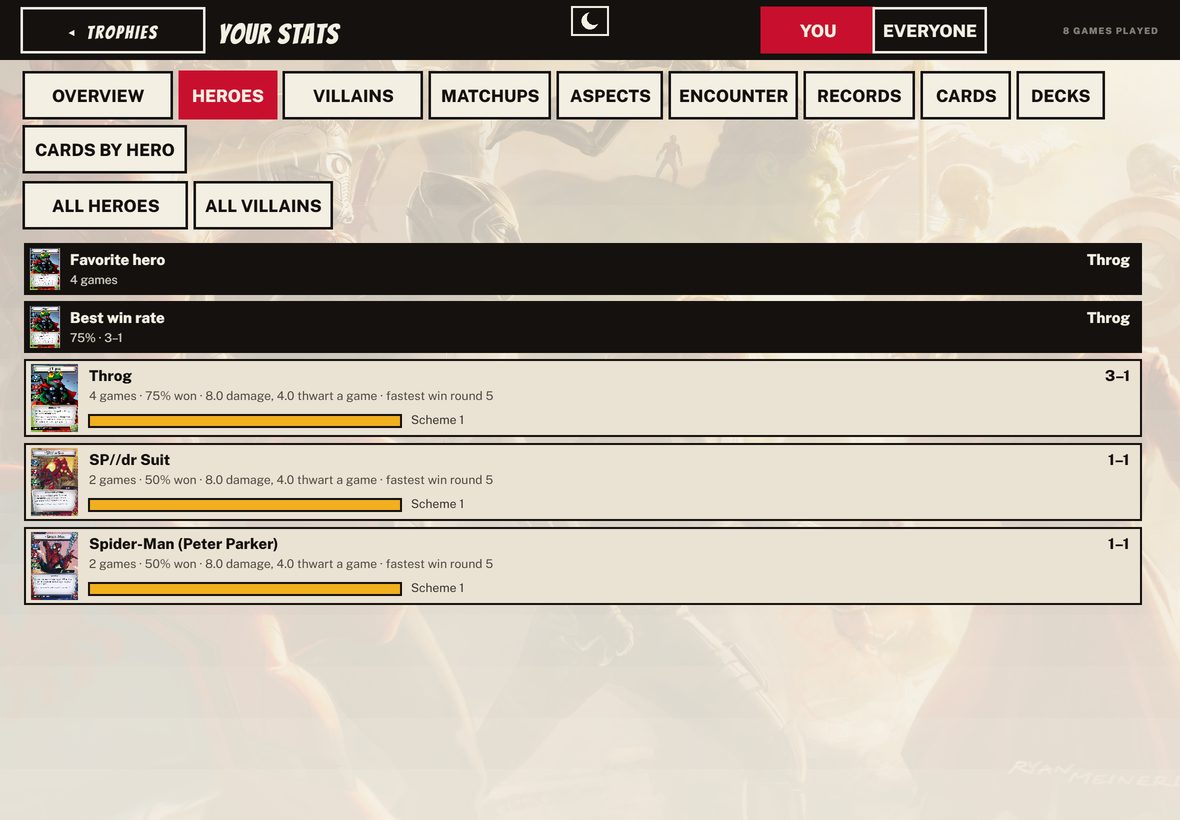 ◂ TROPHIES
YOUR STATS
YOU
EVERYONE
8 GAMES PLAYED
OVERVIEW
HEROES
VILLAINS
MATCHUPS
ASPECTS
ENCOUNTER
RECORDS
CARDS
DECKS
CARDS BY HERO
ALL HEROES
ALL VILLAINS
Favorite hero
Throg
4 games
Best win rate
Throg
75% · 3–1
Throg
3–1
4 games · 75% won · 8.0 damage, 4.0 thwart a game · fastest win round 5
Scheme 1
SP//dr Suit
1–1
2 games · 50% won · 8.0 damage, 4.0 thwart a game · fastest win round 5
Scheme 1
Spider-Man (Peter Parker)
1–1
2 games · 50% won · 8.0 damage, 4.0 thwart a game · fastest win round 5
Scheme 1